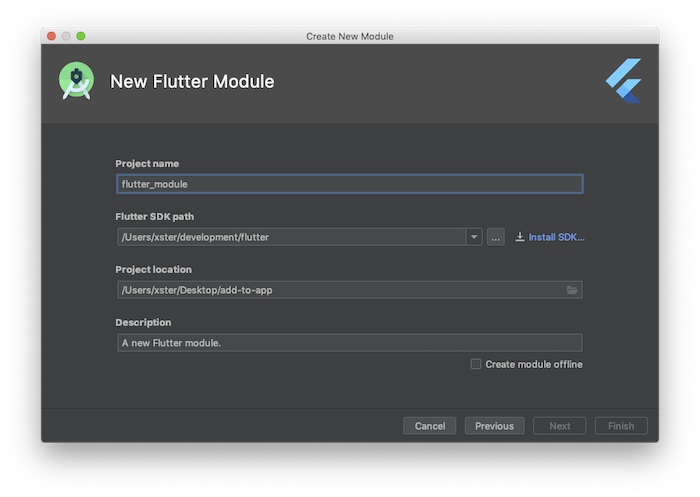 Create New Module
New Flutter Module
Project name
flutter_module
Flutter SDK path
/Users/xster/development/flutter
... Install SDK...
Project location
/Users/xster/Desktop/add-to-app
Description
A new Flutter module.
Create module offline
Cancel Previous Next Finish